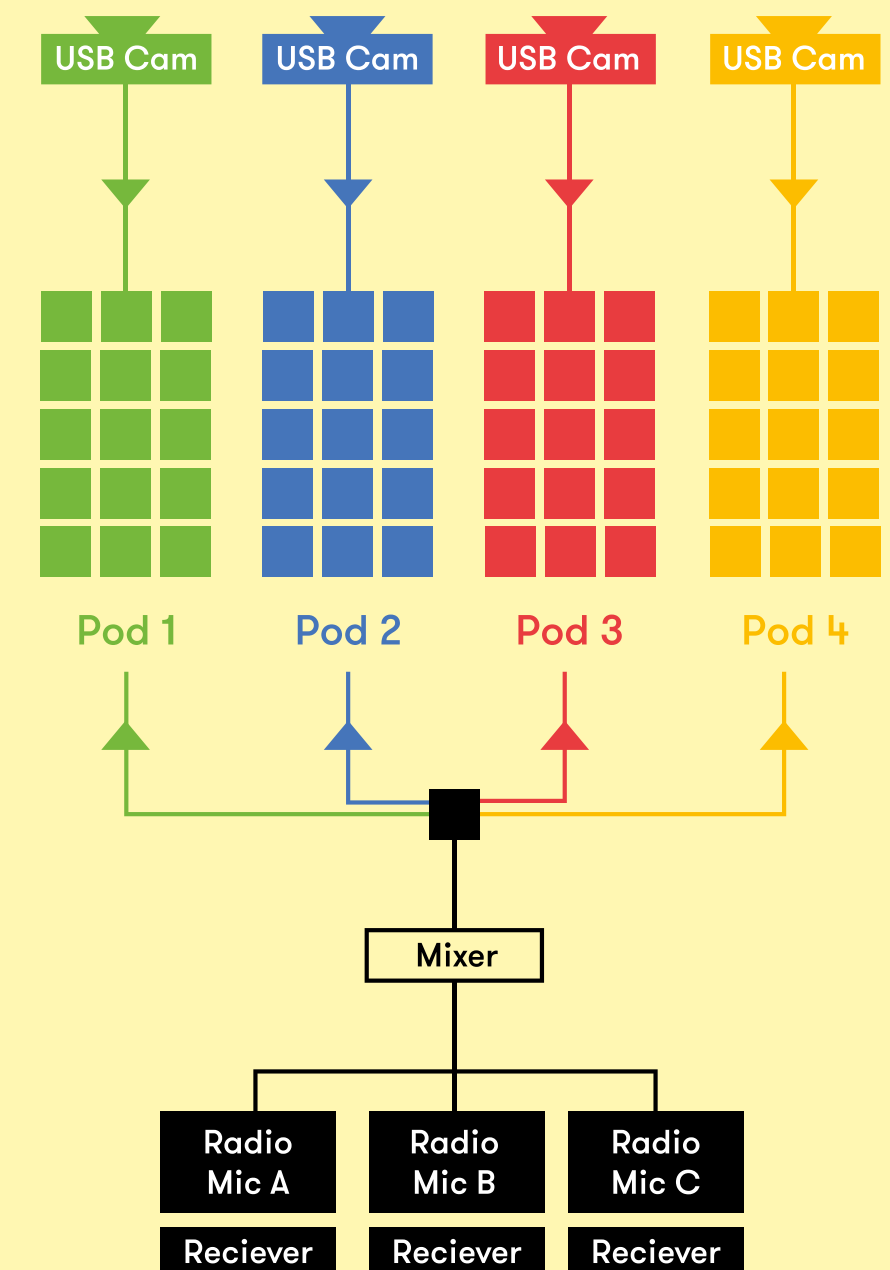 USB Cam USB Cam USB Cam USB Cam
Pod 1 Pod 2 Pod 3 Pod 4
Mixer
Radio Radio Radio
Mic A Mic B Mic C
Reciever Reciever Reciever